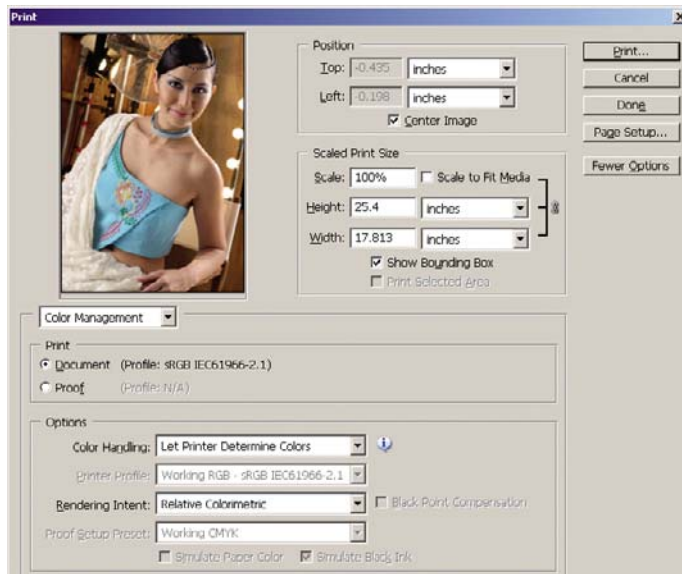 Print
Position
Top: -0.435 inches
Left: -0.198 inches
Center Image
Scaled Print Size
Scale: 100% Scale to Fit Media
Height: 25.4 inches
Width: 17.813 inches
Show Bounding Box
Print Selected Area
Print...
Cancel
Done
Page Setup...
Fewer Options
Color Management
Print
Document (Profile: sRGB IEC61966-2.1)
Proof (Profile: N/A)
Options
Color Handling: Let Printer Determine Colors
Printer Profile: Working RGB - sRGB IEC61966-2.1
Rendering Intent: Relative Colorimetric Black Point Compensation
Proof Setup Preset: Working CMYK
Simulate Paper Color Simulate Black Ink